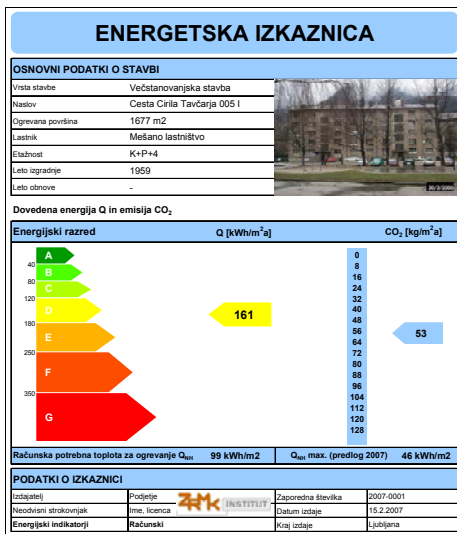 ENERGETSKA IZKAZNICA
OSNOVNI PODATKI O STAVBI
Vrsta stavbe Večstanovanjska stavba
Naslov Cesta Cirila Tavčarja 005 I
Ogrevana površina 1677 m2
Lastnik Mešano lastništvo
Etažnost K+P+4
Leto izgradnje 1959
Leto obnove -
Dovedena energija Q in emisija CO₂
Energijski razred Q [kWh/m²a] CO₂ [kg/m²a]
A 0
40 8
B 16
80 24
C 32
120 40
D 161 48
180 56 53
E 64
250 72
F 80
350 88
G 96
104
112
120
128
Računska potrebna toplota za ogrevanje Q_NH 99 kWh/m2 Q_NH max. (predlog 2007) 46 kWh/m2
PODATKI O IZKAZNICI
Izdajatelj Podjetje ZRMK INSTITUT Zaporedna številka 2007-0001
Neodvisni strokovnjak Ime, licenca Datum izdaje 15.2.2007
Energijski indikatorji Računski Kraj izdaje Ljubljana